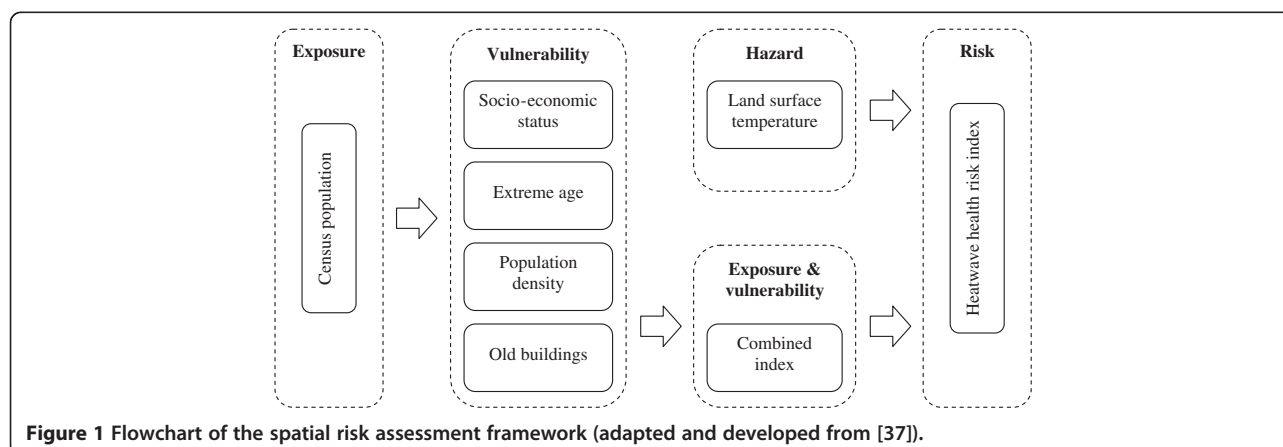 Exposure
Census population
Vulnerability
Socio-economic
status
Extreme age
Population
density
Old buildings
Hazard
Land surface
temperature
Exposure &
vulnerability
Combined
index
Risk
Heatwave health risk index
Figure 1 Flowchart of the spatial risk assessment framework (adapted and developed from [37]).